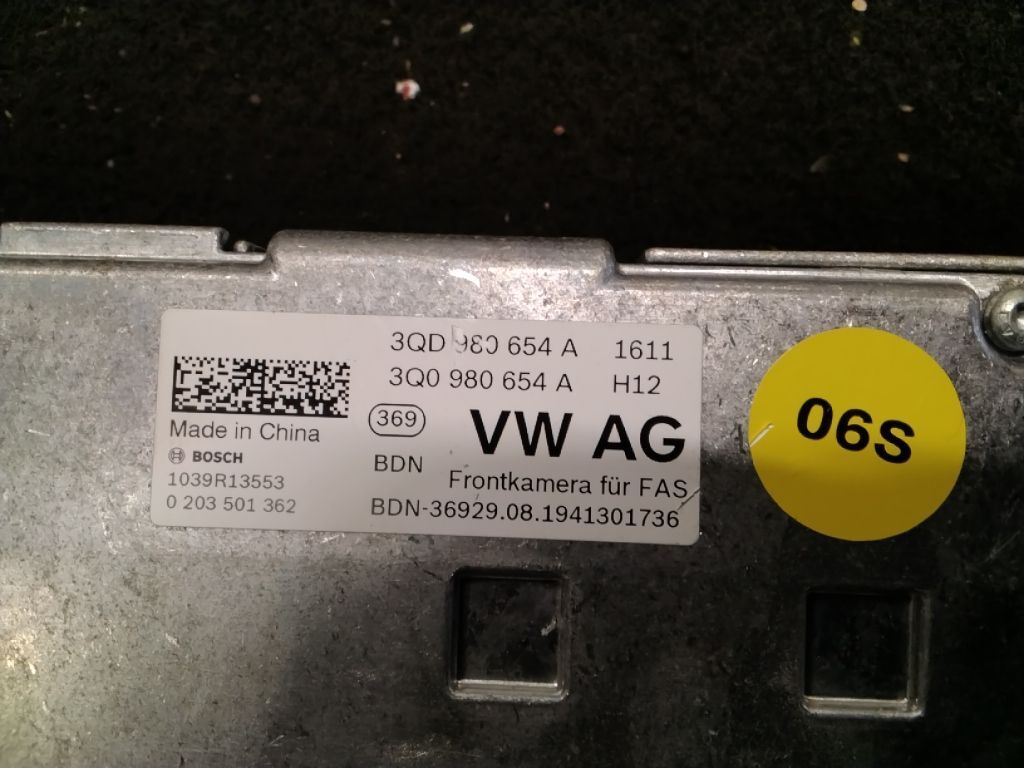 3QD 980 654 A 1611
3Q0 980 654 A H12
369
VW AG
Made in China
BOSCH
BDN
Frontkamera für FAS
1039R13553
0 203 501 362
BDN-36929.08.1941301736
06S